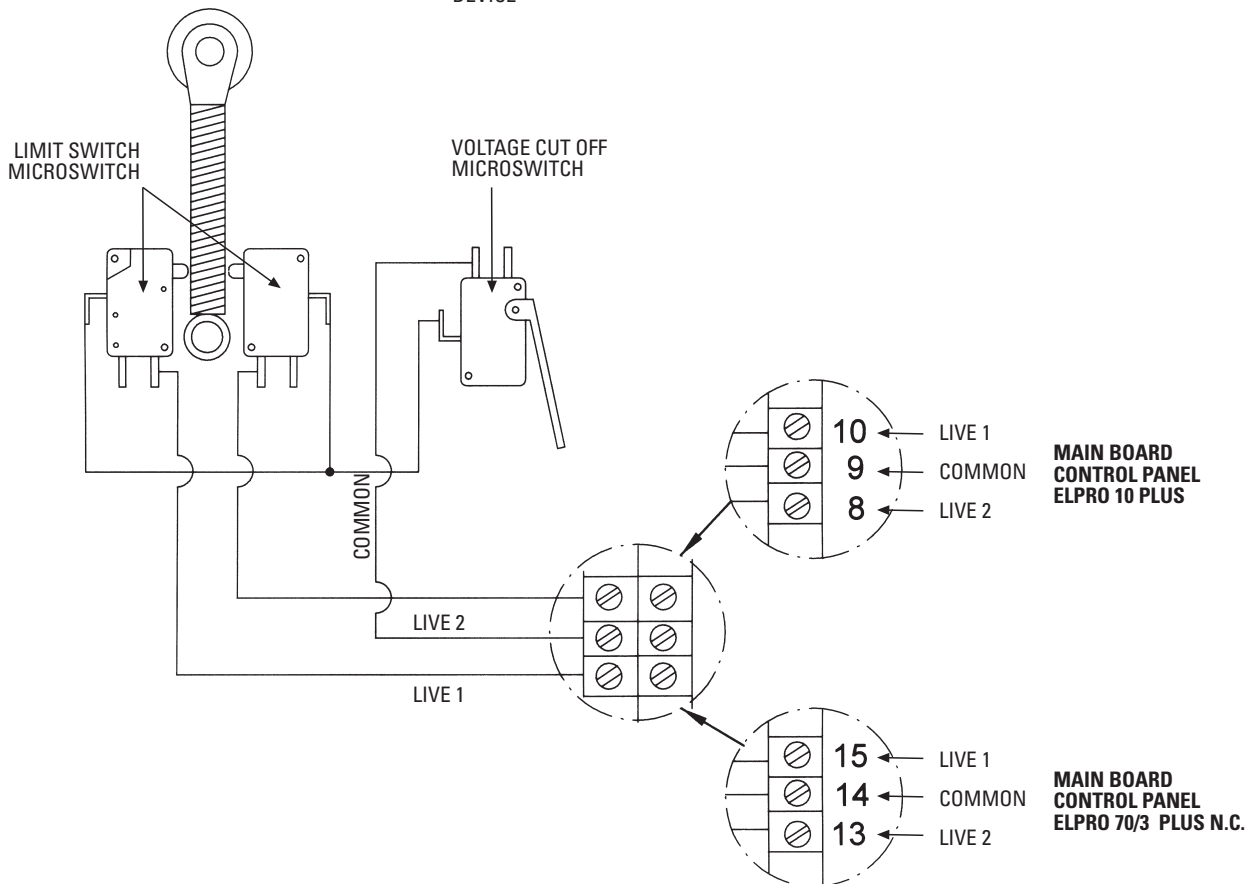 DEVICE
LIMIT SWITCH
MICROSWITCH
VOLTAGE CUT OFF
MICROSWITCH
COMMON
LIVE 2
LIVE 1
10 LIVE 1
9 COMMON
8 LIVE 2
MAIN BOARD
CONTROL PANEL
ELPRO 10 PLUS
15 LIVE 1
14 COMMON
13 LIVE 2
MAIN BOARD
CONTROL PANEL
ELPRO 70/3 PLUS N.C.